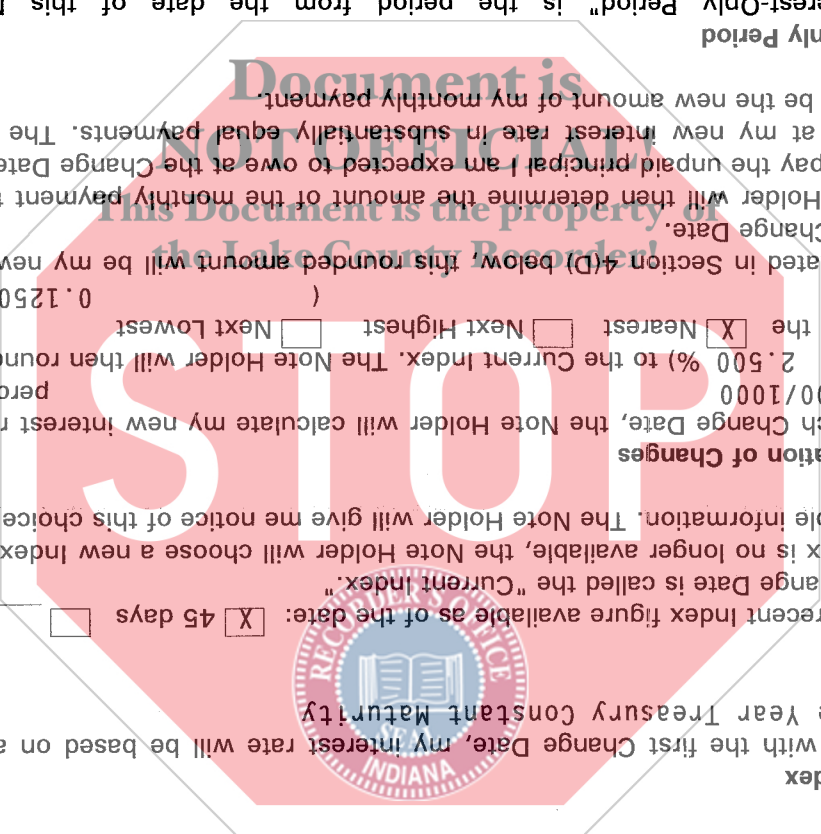 Document is
NOT OFFICIAL!
This Document is the property of
the Lake County Recorder!
STOP
RECORDER'S OFFICE
SEAL
INDIANA
dex
with the first Change Date, my interest rate will be based on a
e Year Treasury Constant Maturity
recent Index figure available as of the date: X 45 days
ange Date is called the "Current Index."
x is no longer available, the Note Holder will choose a new Index
ble information. The Note Holder will give me notice of this choice
ation of Changes
ch Change Date, the Note Holder will calculate my new interest r
00/1000 perc
2.500 %) to the Current Index. The Note Holder will then roun
the X Nearest Next Highest Next Lowest
( 0.1250
ated in Section 4(D) below, this rounded amount will be my new
Change Date.
Holder will then determine the amount of the monthly payment t
pay the unpaid principal I am expected to owe at the Change Date
at my new interest rate in substantially equal payments. The
be the new amount of my monthly payment.
nly Period
erest-Only Period" is the period from the date of this